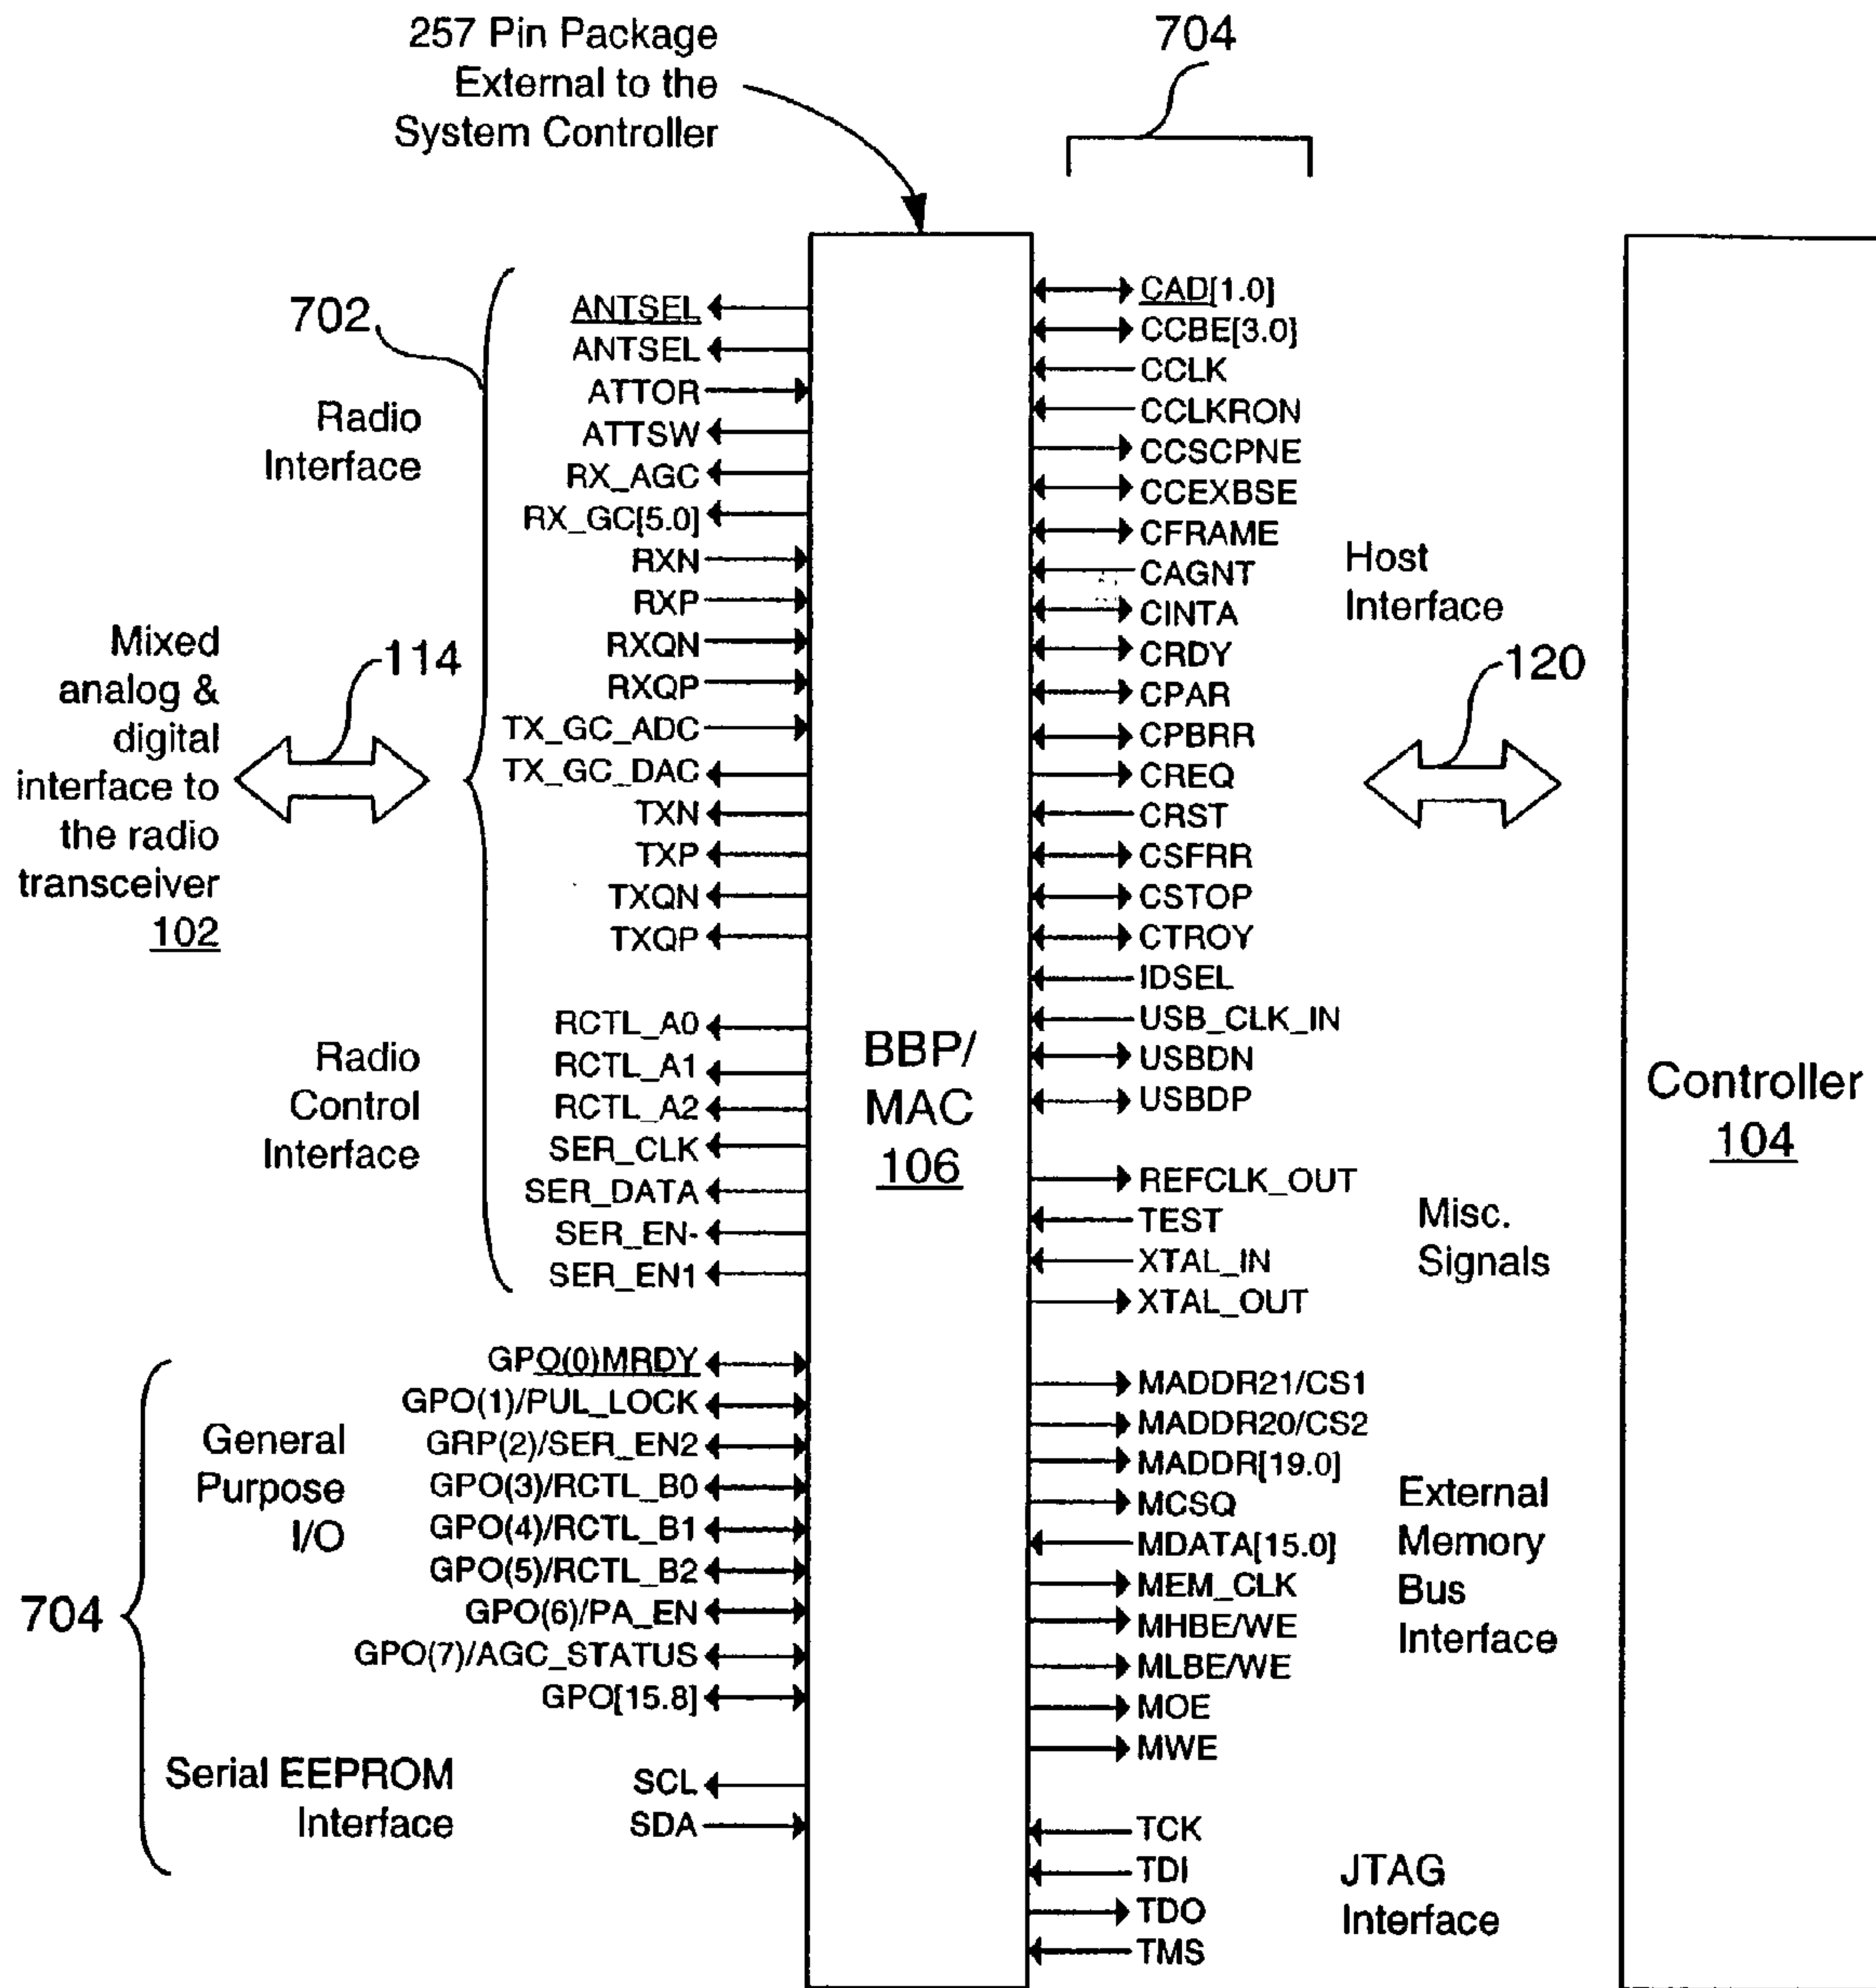 257 Pin Package
External to the
System Controller
704
702
Radio
Interface
ANTSEL
ANTSEL
ATTOR
ATTSW
RX_AGC
RX_GC[5.0]
RXN
RXP
RXQN
RXQP
TX_GC_ADC
TX_GC_DAC
TXN
TXP
TXQN
TXQP
Mixed
analog &
digital
interface to
the radio
transceiver
102
114
Radio
Control
Interface
RCTL_A0
RCTL_A1
RCTL_A2
SER_CLK
SER_DATA
SER_EN-
SER_EN1
704
General
Purpose
I/O
GPO(0)MRDY
GPO(1)/PUL_LOCK
GRP(2)/SER_EN2
GPO(3)/RCTL_B0
GPO(4)/RCTL_B1
GPO(5)/RCTL_B2
GPO(6)/PA_EN
GPO(7)/AGC_STATUS
GPO[15.8]
Serial EEPROM
Interface
SCL
SDA
BBP/
MAC
106
CAD[1.0]
CCBE[3.0]
CCLK
CCLKRON
CCSCPNE
CCEXBSE
CFRAME
CAGNT
CINTA
CRDY
CPAR
CPBRR
CREQ
CRST
CSFRR
CSTOP
CTROY
IDSEL
USB_CLK_IN
USBDN
USBDP
Host
Interface
120
REFCLK_OUT
TEST
XTAL_IN
XTAL_OUT
Misc.
Signals
MADDR21/CS1
MADDR20/CS2
MADDR[19.0]
MCSQ
MDATA[15.0]
MEM_CLK
MHBE/WE
MLBE/WE
MOE
MWE
External
Memory
Bus
Interface
TCK
TDI
TDO
TMS
JTAG
Interface
Controller
104